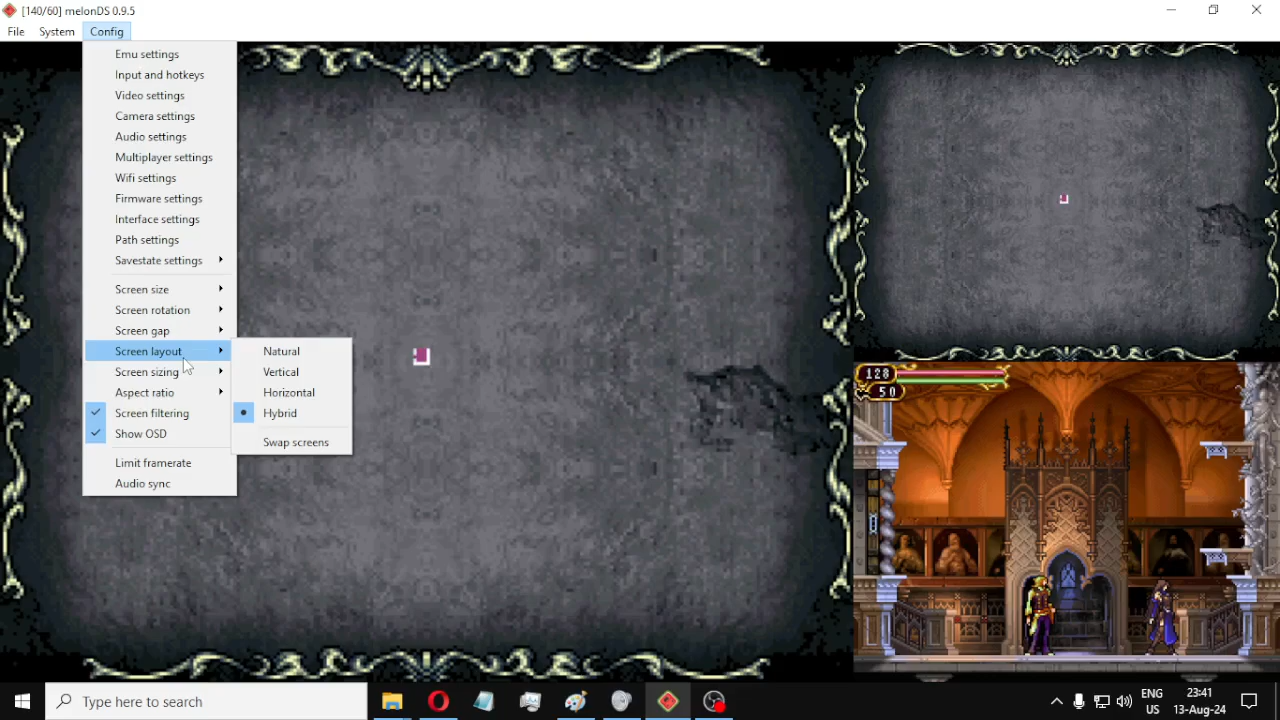 [140/60] melonDS 0.9.5
File System Config
Emu settings
Input and hotkeys
Video settings
Camera settings
Audio settings
Multiplayer settings
Wifi settings
Firmware settings
Interface settings
Path settings
Savestate settings
Screen size
Screen rotation
Screen gap
Screen layout
Screen sizing
Aspect ratio
Screen filtering
Show OSD
Limit framerate
Audio sync
Natural
Vertical
Horizontal
Hybrid
Swap screens
128
50
Type here to search
ENG
US
23:41
13-Aug-24